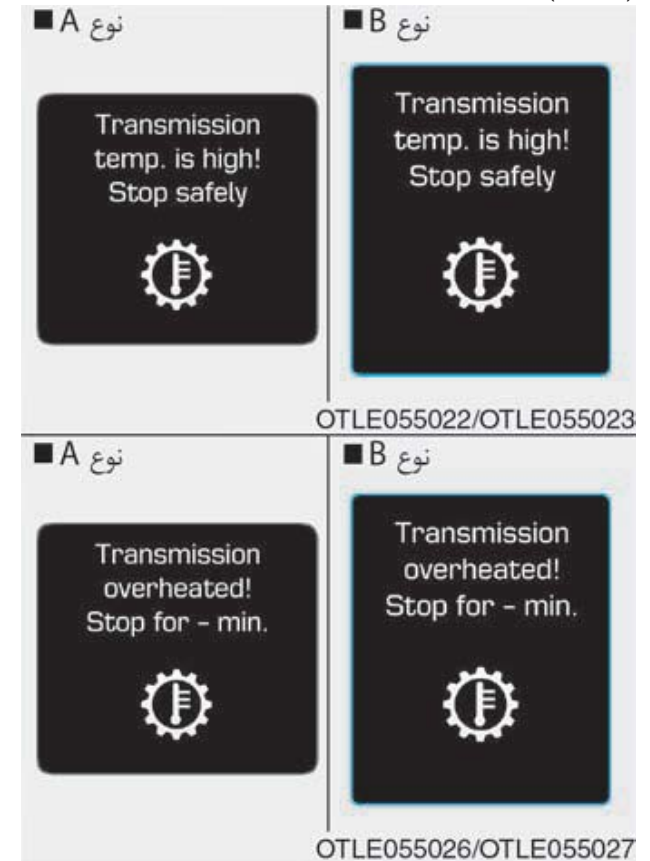 ■ A نوع
■ B نوع
Transmission
temp. is high!
Stop safely
Transmission
temp. is high!
Stop safely
OTLE055022/OTLE055023
■ A نوع
■ B نوع
Transmission
overheated!
Stop for - min.
Transmission
overheated!
Stop for - min.
OTLE055026/OTLE055027